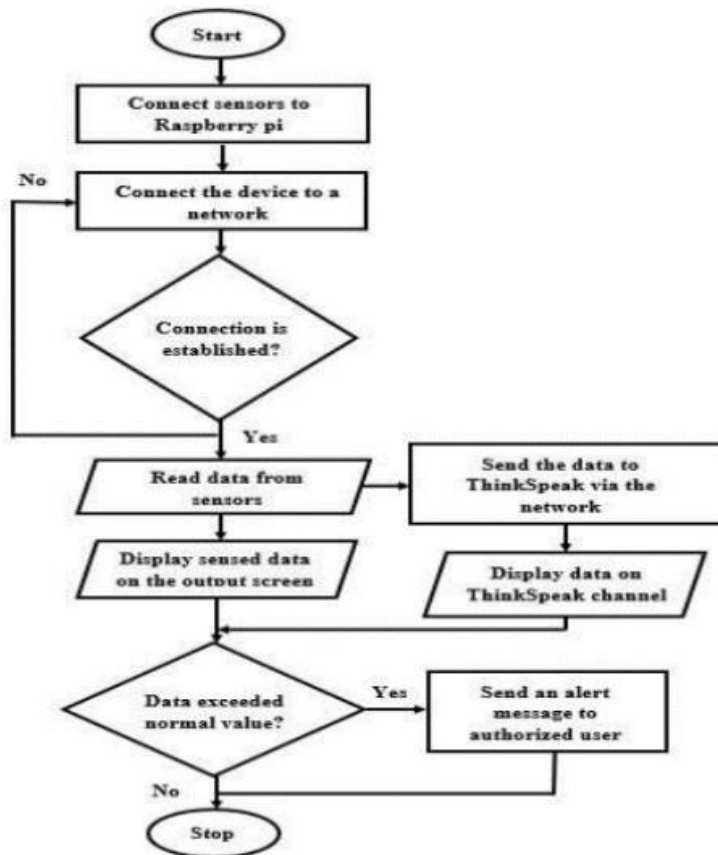 Start
Connect sensors to
Raspberry pi
No
Connect the device to a
network
Connection is
established?
Yes
Read data from
sensors
Send the data to
ThinkSpeak via the
network
Display sensed data
on the output screen
Display data on
ThinkSpeak channel
Data exceeded
normal value?
Yes
Send an alert
message to
authorized user
No
Stop